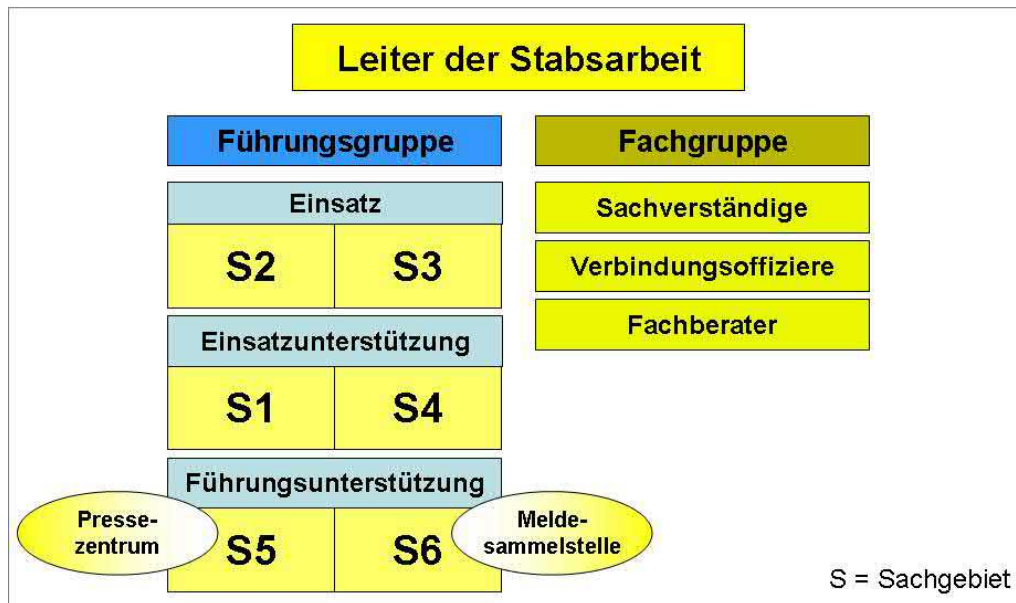 Leiter der Stabsarbeit
Führungsgruppe
Fachgruppe
Einsatz
S2
S3
Sachverständige
Verbindungsoffiziere
Fachberater
Einsatzunterstützung
S1
S4
Führungsunterstützung
Presse-
zentrum
S5
S6
Melde-
sammelstelle
S = Sachgebiet